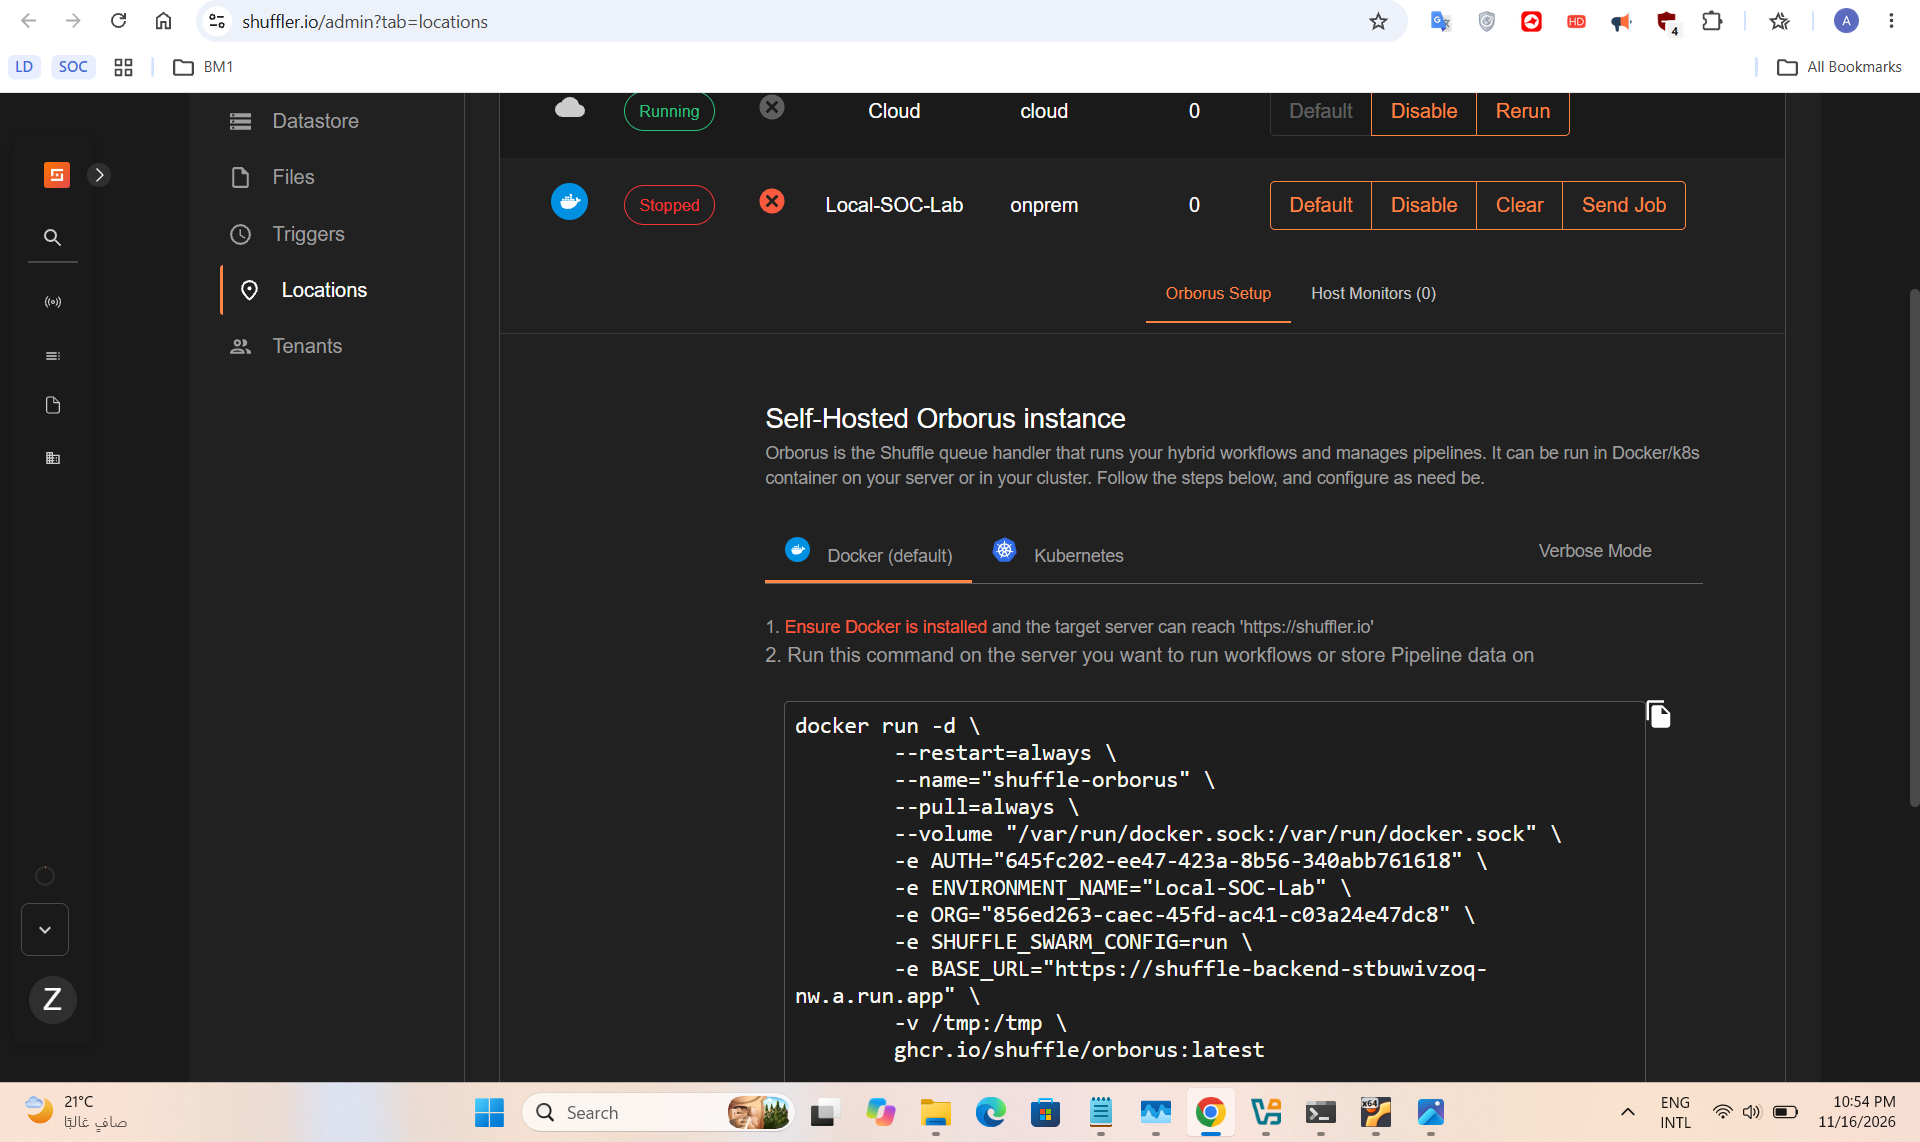 shuffler.io/admin?tab=locations
HD
4
A
LD
SOC
BM1
All Bookmarks
Datastore
Files
Triggers
Locations
Tenants
Running
Cloud
cloud
0
Default
Disable
Rerun
Stopped
Local-SOC-Lab
onprem
0
Default
Disable
Clear
Send Job
Orborus Setup
Host Monitors (0)
Self-Hosted Orborus instance
Orborus is the Shuffle queue handler that runs your hybrid workflows and manages pipelines. It can be run in Docker/k8s
container on your server or in your cluster. Follow the steps below, and configure as need be.
Docker (default)
Kubernetes
Verbose Mode
1. Ensure Docker is installed and the target server can reach 'https://shuffler.io'
2. Run this command on the server you want to run workflows or store Pipeline data on
docker run -d \
--restart=always \
--name="shuffle-orborus" \
--pull=always \
--volume "/var/run/docker.sock:/var/run/docker.sock" \
-e AUTH="645fc202-ee47-423a-8b56-340abb761618" \
-e ENVIRONMENT_NAME="Local-SOC-Lab" \
-e ORG="856ed263-caec-45fd-ac41-c03a24e47dc8" \
-e SHUFFLE_SWARM_CONFIG=run \
-e BASE_URL="https://shuffle-backend-stbuwivzoq-
nw.a.run.app" \
-v /tmp:/tmp \
ghcr.io/shuffle/orborus:latest
Z
21°C
صافٍ غالبًا
Search
x64
ENG
INTL
10:54 PM
11/16/2026